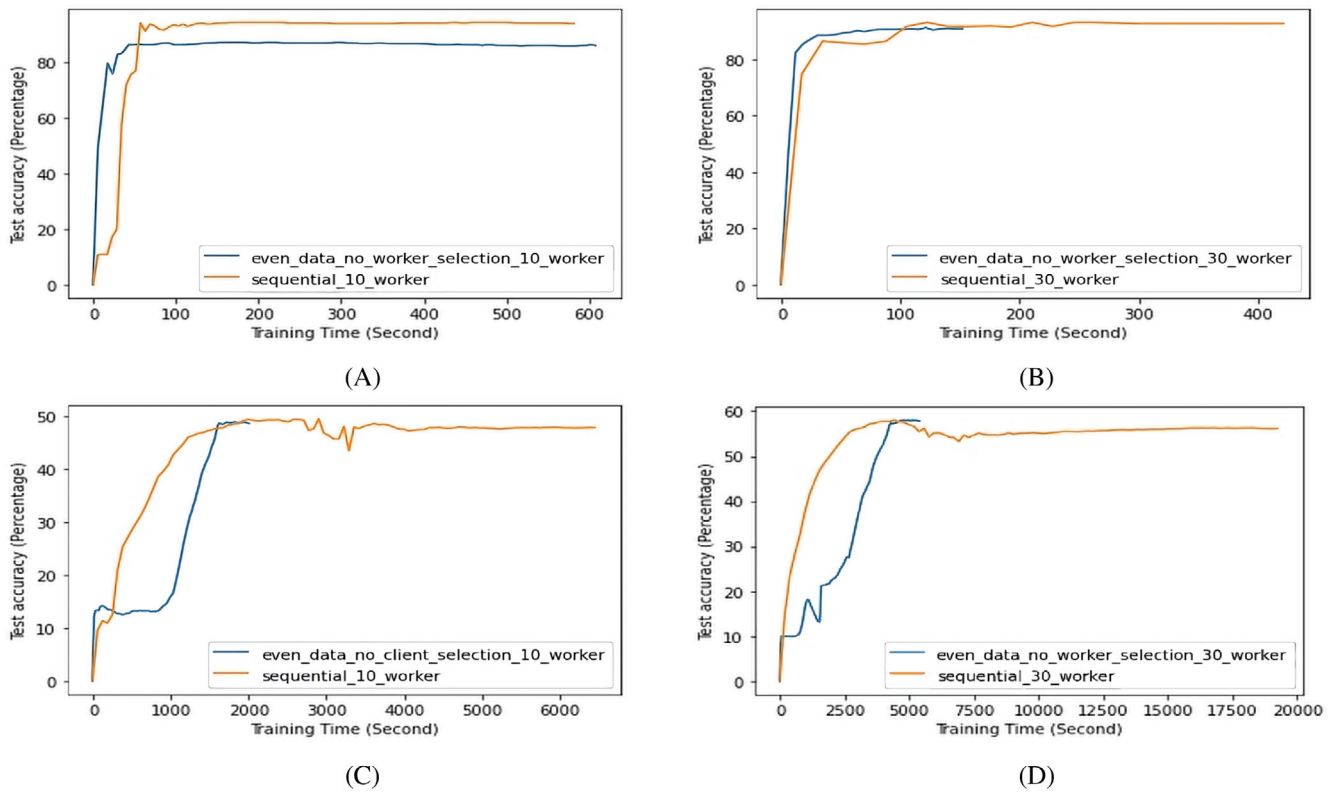 Test accuracy (Percentage)
80
60
40
20
0
even_data_no_worker_selection_10_worker
sequential_10_worker
0 100 200 300 400 500 600
Training Time (Second)
(A)
Test accuracy (Percentage)
80
60
40
20
0
even_data_no_worker_selection_30_worker
sequential_30_worker
0 100 200 300 400
Training Time (Second)
(B)
Test accuracy (Percentage)
50
40
30
20
10
0
even_data_no_client_selection_10_worker
sequential_10_worker
0 1000 2000 3000 4000 5000 6000
Training Time (Second)
(C)
Test accuracy (Percentage)
60
50
40
30
20
10
0
even_data_no_worker_selection_30_worker
sequential_30_worker
0 2500 5000 7500 10000 12500 15000 17500 20000
Training Time (Second)
(D)